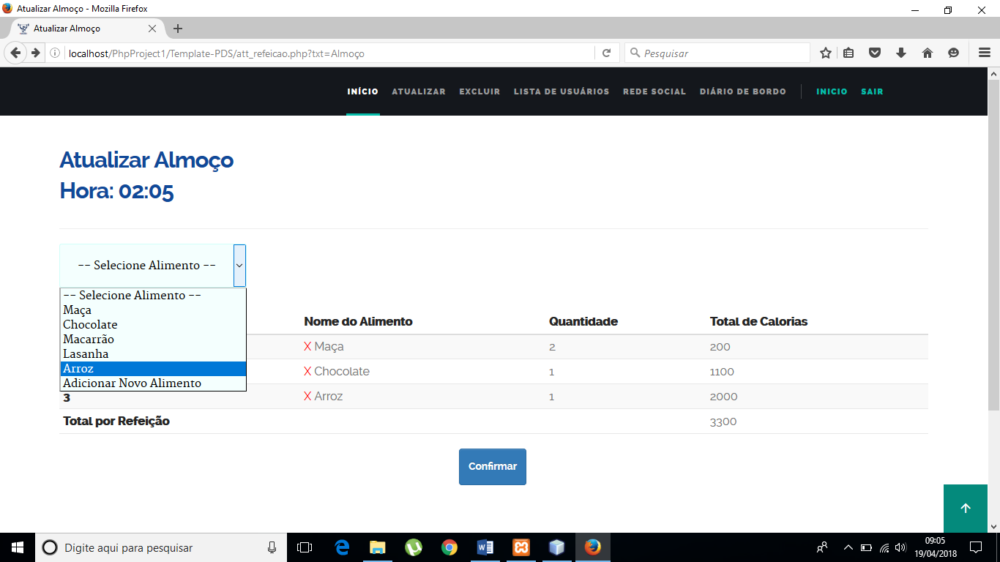 Atualizar Almoço - Mozilla Firefox
Atualizar Almoço
localhost/PhpProject1/Template-PDS/att_refeicao.php?txt=Almoço
Pesquisar
INÍCIO ATUALIZAR EXCLUIR LISTA DE USUÁRIOS REDE SOCIAL DIÁRIO DE BORDO INICIO SAIR
Atualizar Almoço
Hora: 02:05
-- Selecione Alimento --
-- Selecione Alimento --
Maça
Chocolate
Macarrão
Lasanha
Arroz
Adicionar Novo Alimento
Nome do Alimento Quantidade Total de Calorias
X Maça 2 200
X Chocolate 1 1100
3 X Arroz 1 2000
Total por Refeição 3300
Confirmar
Digite aqui para pesquisar
09:05
19/04/2018